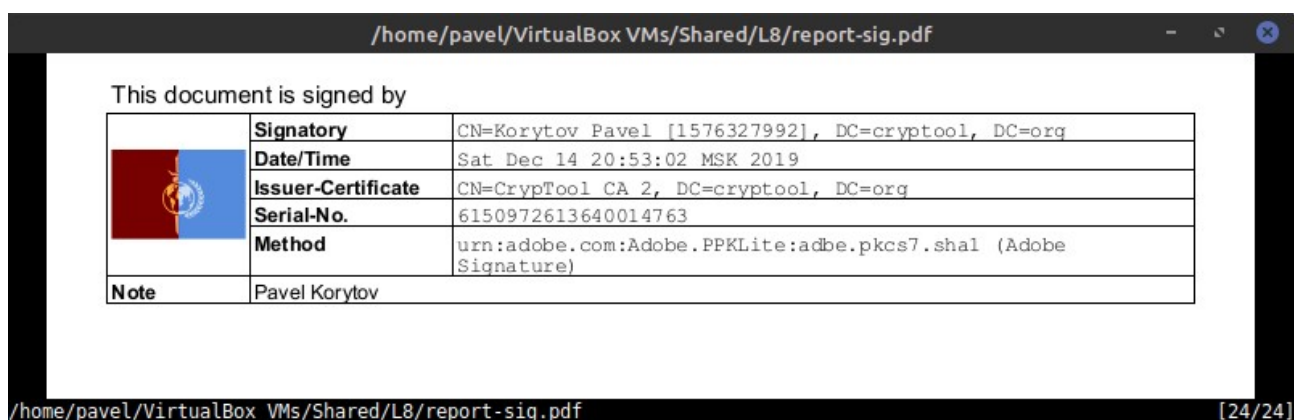 /home/pavel/VirtualBox VMs/Shared/L8/report-sig.pdf
This document is signed by
Signatory CN=Korytov Pavel [1576327992], DC=cryptool, DC=org
Date/Time Sat Dec 14 20:53:02 MSK 2019
Issuer-Certificate CN=CrypTool CA 2, DC=cryptool, DC=org
Serial-No. 6150972613640014763
Method urn:adobe.com:Adobe.PPKLite:adbe.pkcs7.sha1 (Adobe
Signature)
Note Pavel Korytov
/home/pavel/VirtualBox VMs/Shared/L8/report-sig.pdf [24/24]